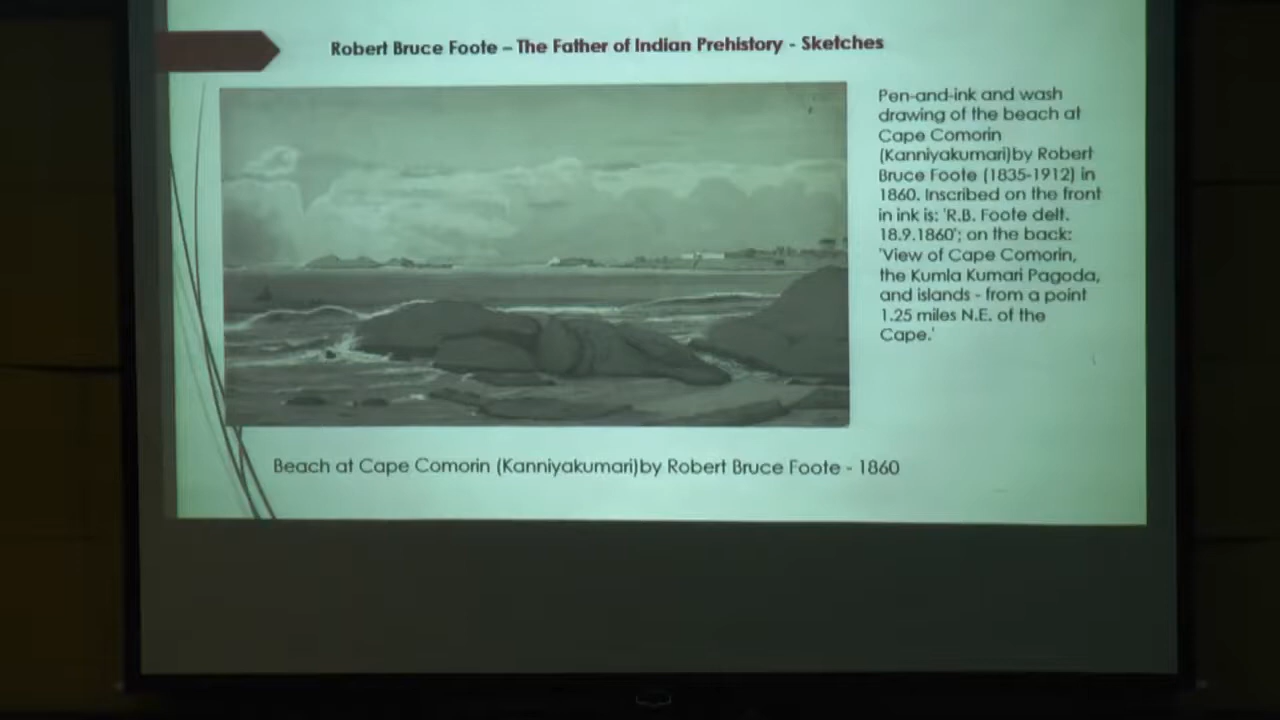 Robert Bruce Foote – The Father of Indian Prehistory - Sketches
Pen-and-ink and wash
drawing of the beach at
Cape Comorin
(Kanniyakumari)by Robert
Bruce Foote (1835-1912) in
1860. Inscribed on the front
in ink is: 'R.B. Foote delt.
18.9.1860'; on the back:
'View of Cape Comorin,
the Kumla Kumari Pagoda,
and islands - from a point
1.25 miles N.E. of the
Cape.'
Beach at Cape Comorin (Kanniyakumari)by Robert Bruce Foote - 1860